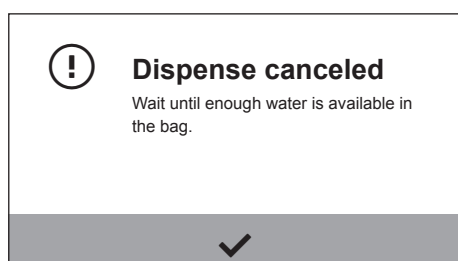 Dispense canceled
Wait until enough water is available in
the bag.